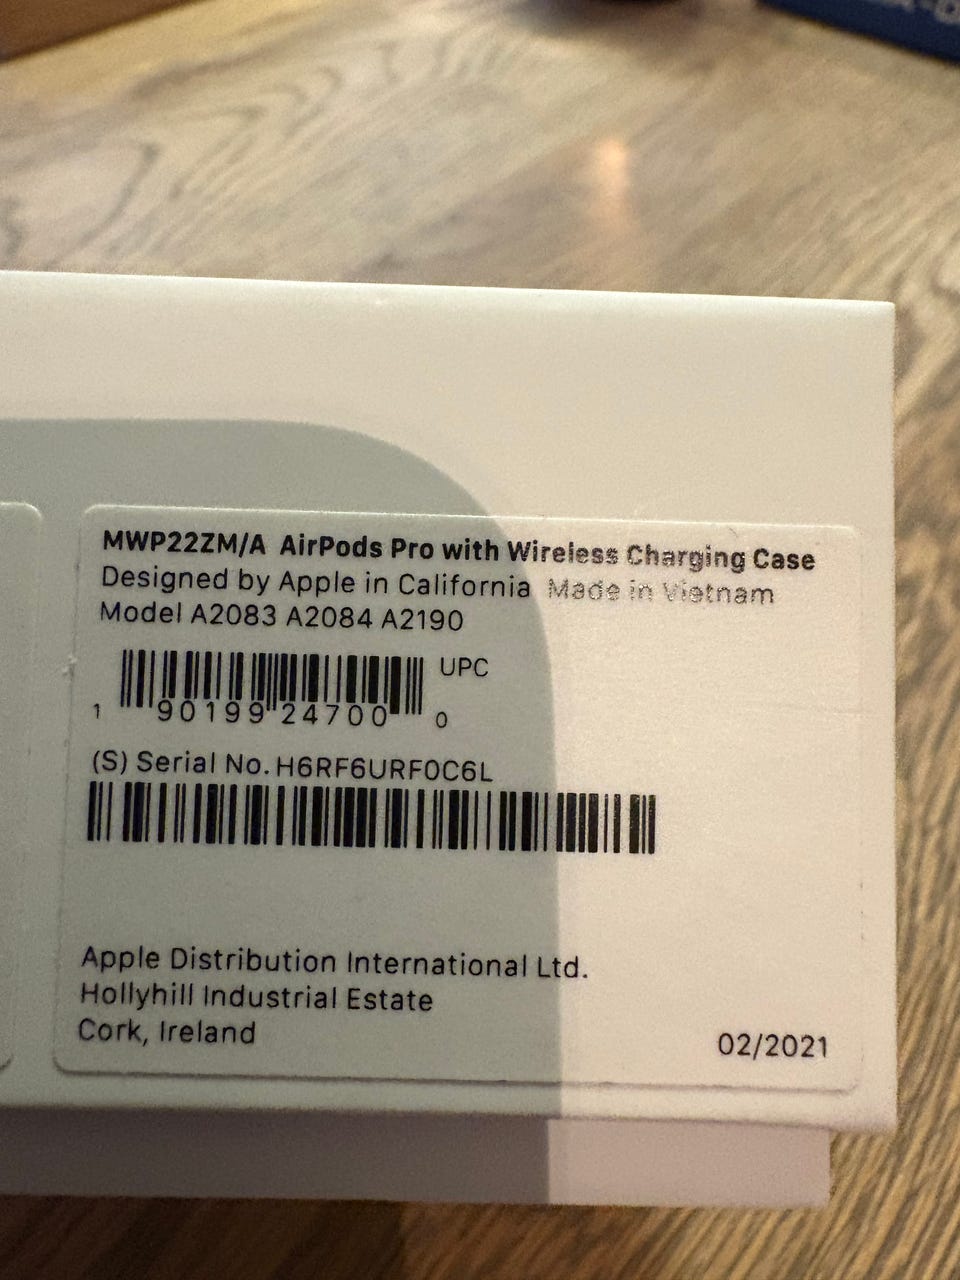 MWP22ZM/A AirPods Pro with Wireless Charging Case
Designed by Apple in California Made in Vietnam
Model A2083 A2084 A2190
UPC
1 90199 24700 0
(S) Serial No. H6RF6URF0C6L
Apple Distribution International Ltd.
Hollyhill Industrial Estate
Cork, Ireland
02/2021